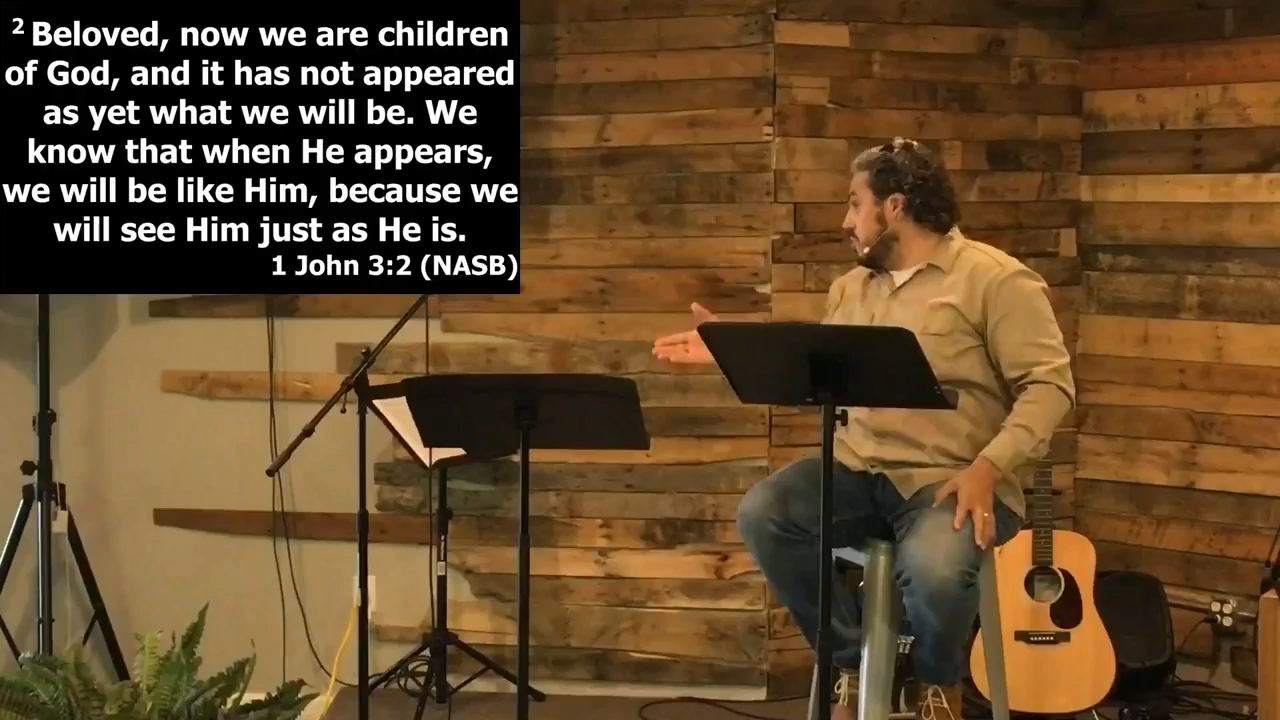 2 Beloved, now we are children
of God, and it has not appeared
as yet what we will be. We
know that when He appears,
we will be like Him, because we
will see Him just as He is.
1 John 3:2 (NASB)